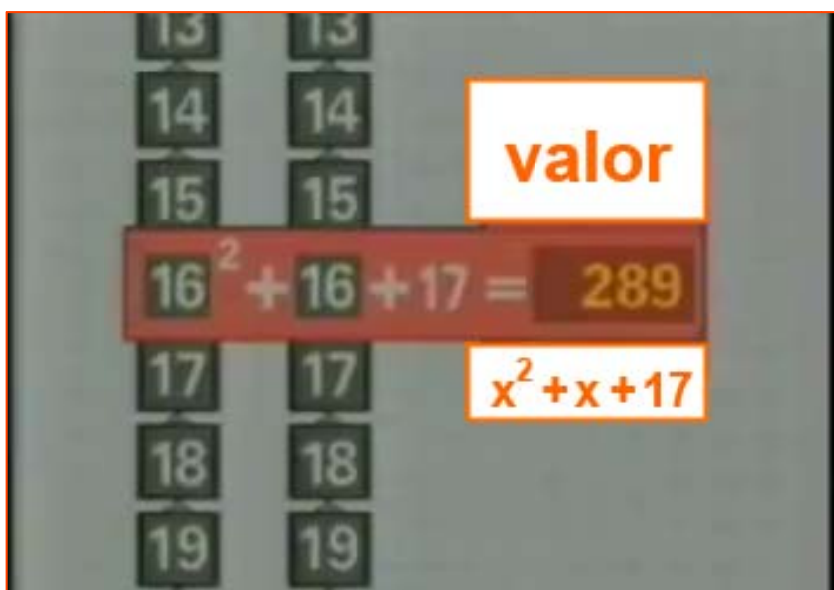 13 13
14 14
valor
15 15
16² + 16 + 17 = 289
17 17
x² + x + 17
18 18
19 19